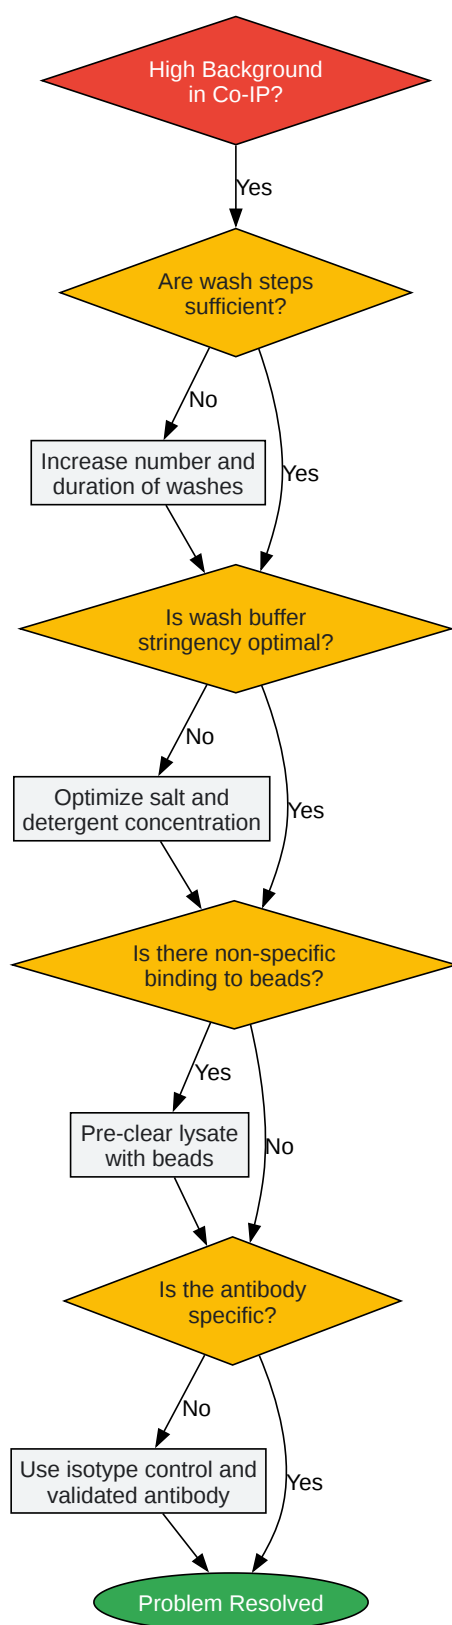 High Background
in Co-IP?
Yes
Are wash steps
sufficient?
No
Increase number and
duration of washes
Yes
Is wash buffer
stringency optimal?
No
Optimize salt and
detergent concentration
Yes
Is there non-specific
binding to beads?
Yes
Pre-clear lysate
with beads
No
Is the antibody
specific?
No
Use isotype control and
validated antibody
Yes
Problem Resolved